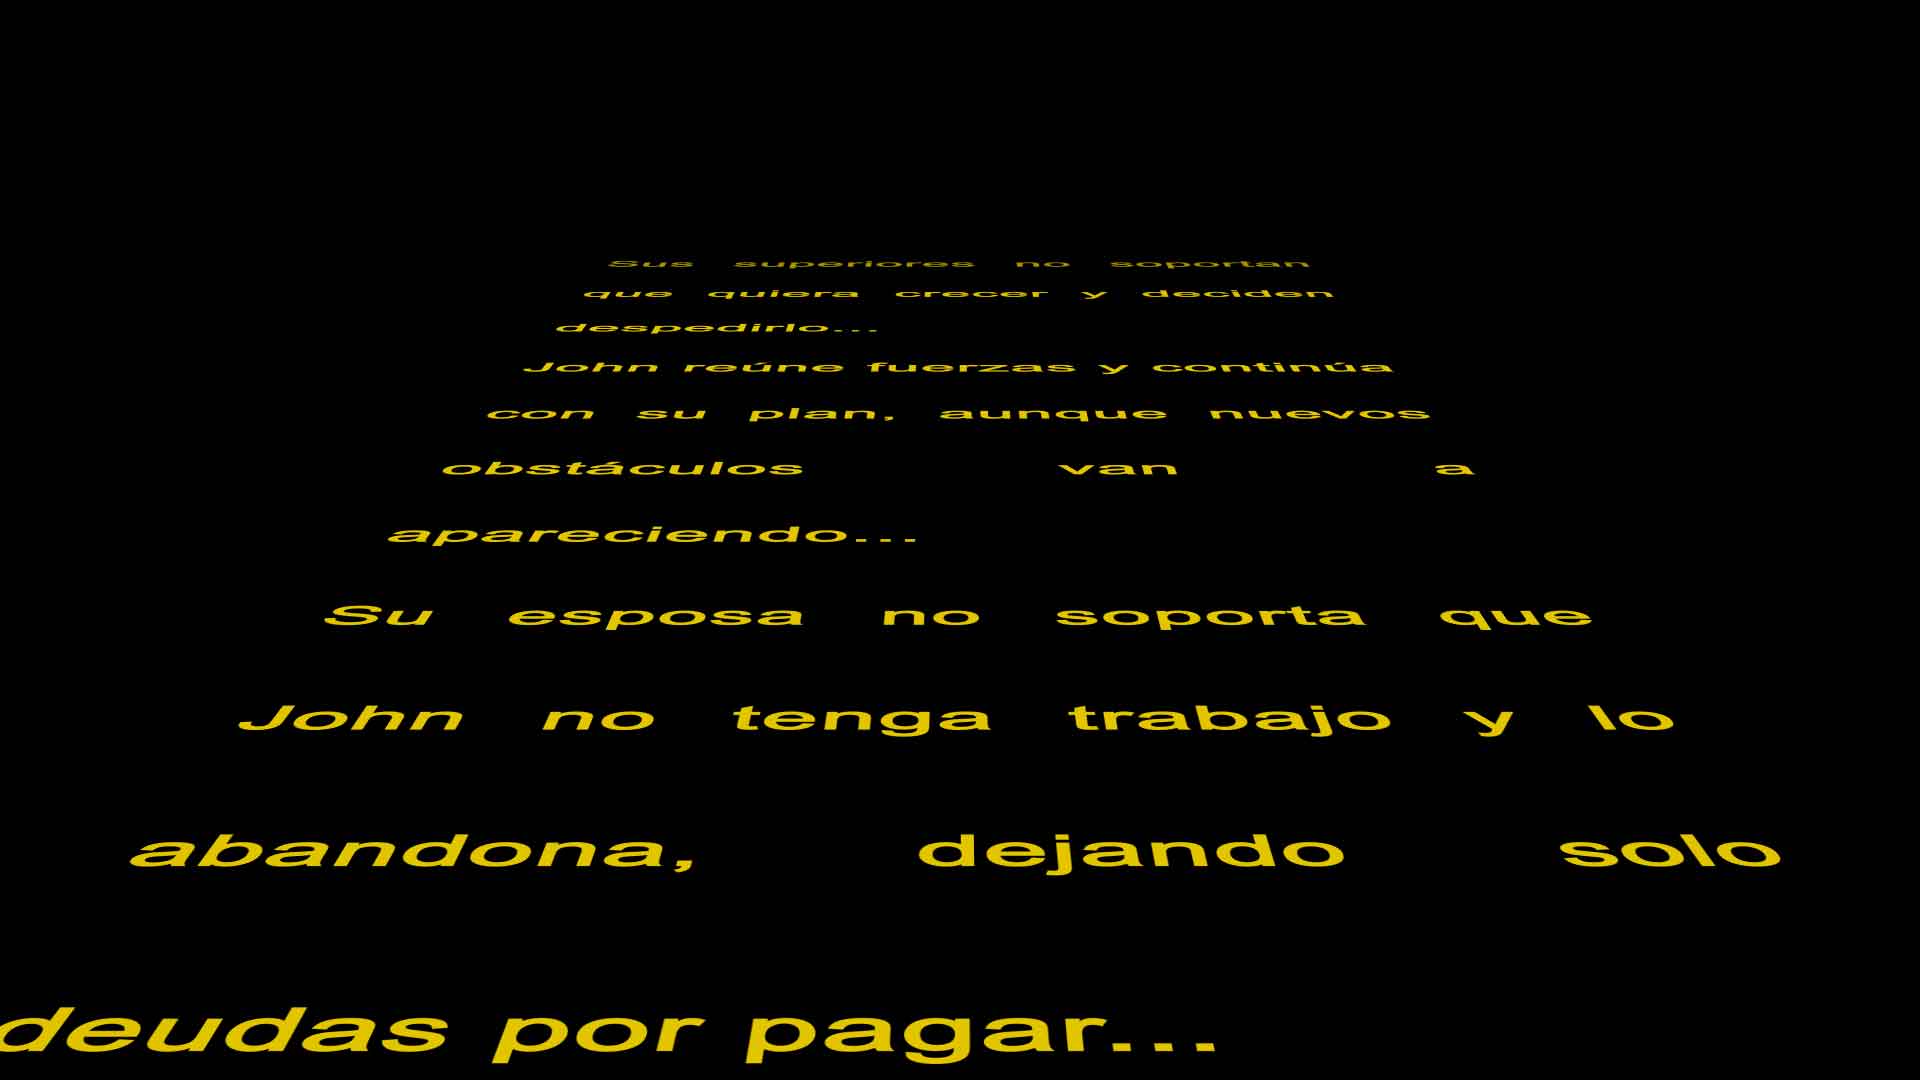 Sus superiores no soportan
que quiera crecer y deciden
despedirlo...
John reúne fuerzas y continúa
con su plan, aunque nuevos
obstáculos van a
apareciendo...
Su esposa no soporta que
John no tenga trabajo y lo
abandona, dejando solo
deudas por pagar...